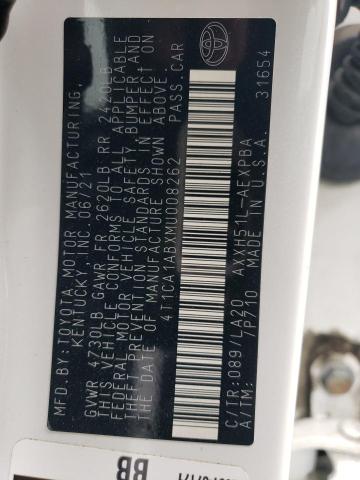 MFD.BY:TOYOTA MOTOR MANUFACTURING,
KENTUCKY,INC. 06/21
GVWR 4730LB GAWR FR 2620LB RR 2420LB
THIS VEHICLE CONFORMS TO ALL APPLICABLE
FEDERAL MOTOR VEHICLE SAFETY, BUMPER AND
THEFT PREVENTION STANDARDS IN EFFECT ON
THE DATE OF MANUFACTURE SHOWN ABOVE.
4T1CA1ABXMU006262 PASS.CAR
C/TR:089/LA20 AXXH51L-AEXPBA
A/TM: /P710 MADE IN U.S.A. 31654
BB